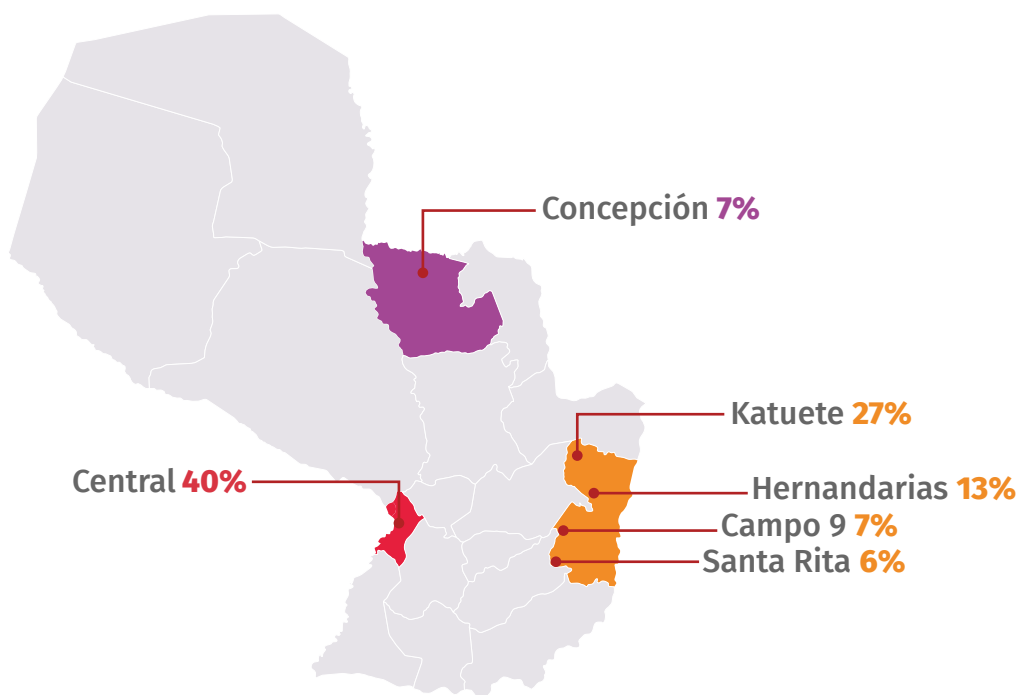 Concepción 7%
Katuete 27%
Central 40%
Hernandarias 13%
Campo 9 7%
Santa Rita 6%